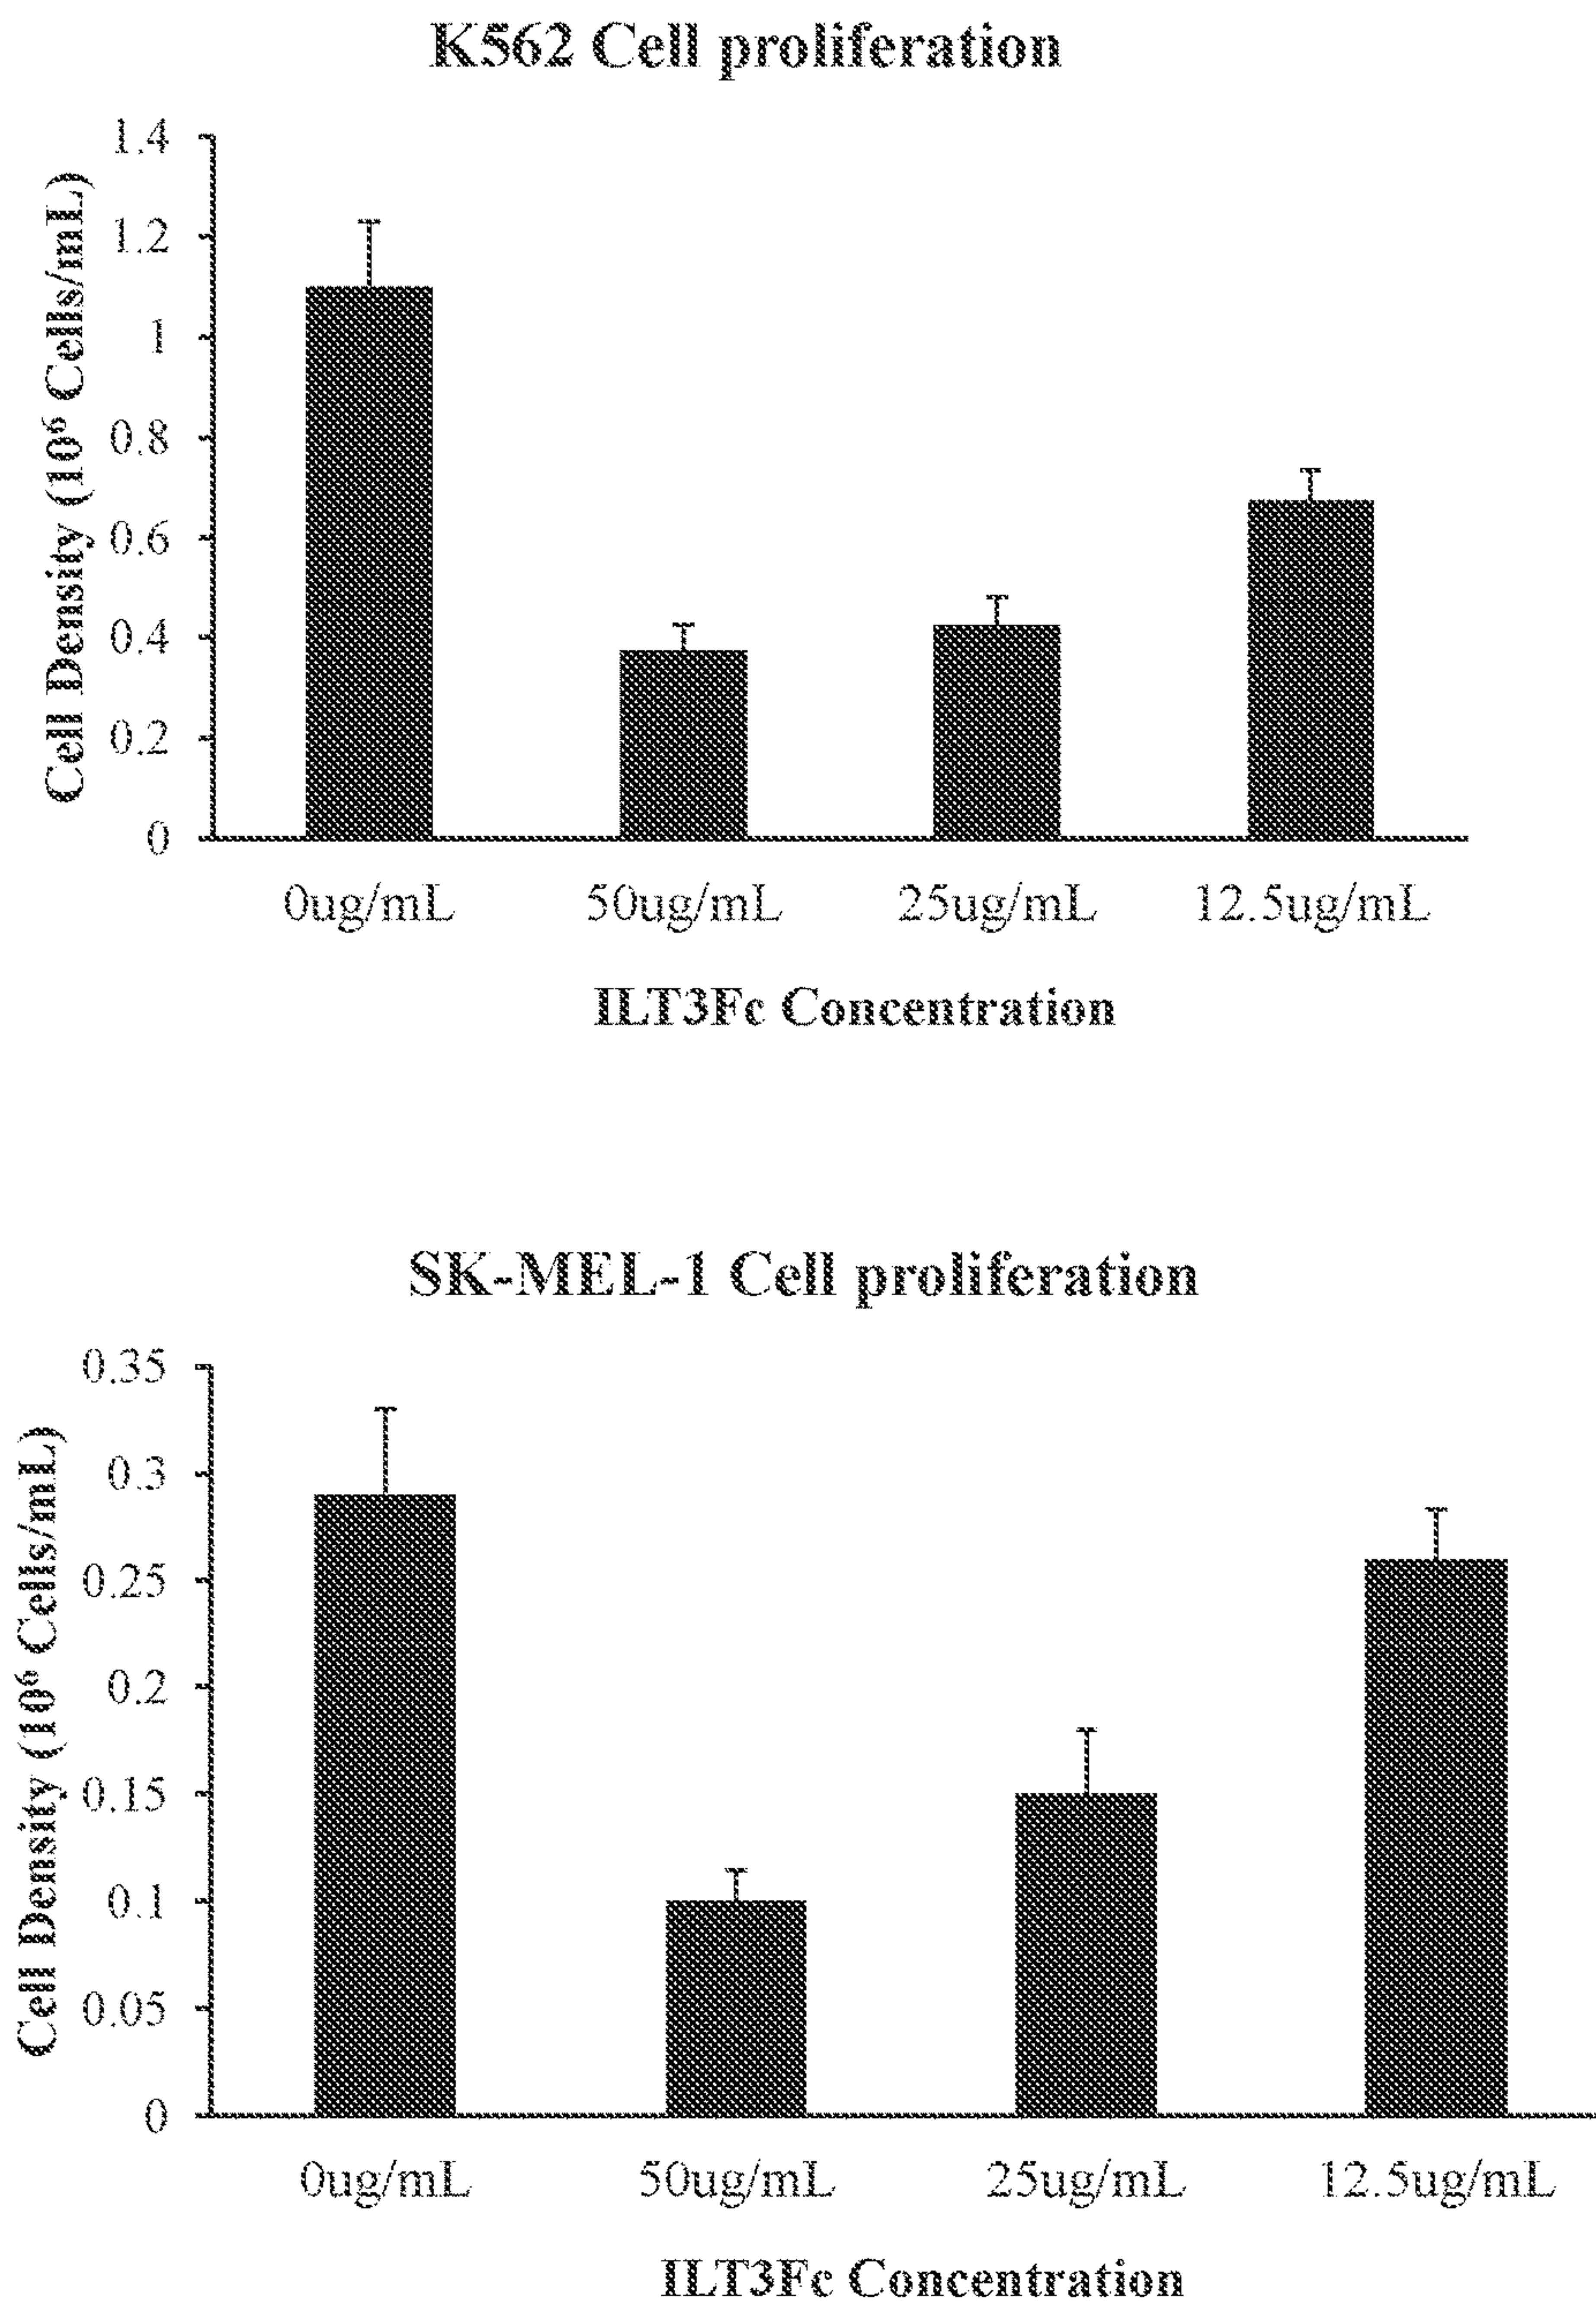 K562 Cell proliferation
Cell Density (10⁶ Cells/mL)
1.4
1.2
1
0.8
0.6
0.4
0.2
0
0ug/mL 50ug/mL 25ug/mL 12.5ug/mL
ILT3Fc Concentration
SK-MEL-1 Cell proliferation
Cell Density (10⁶ Cells/mL)
0.35
0.3
0.25
0.2
0.15
0.1
0.05
0
0ug/mL 50ug/mL 25ug/mL 12.5ug/mL
ILT3Fc Concentration